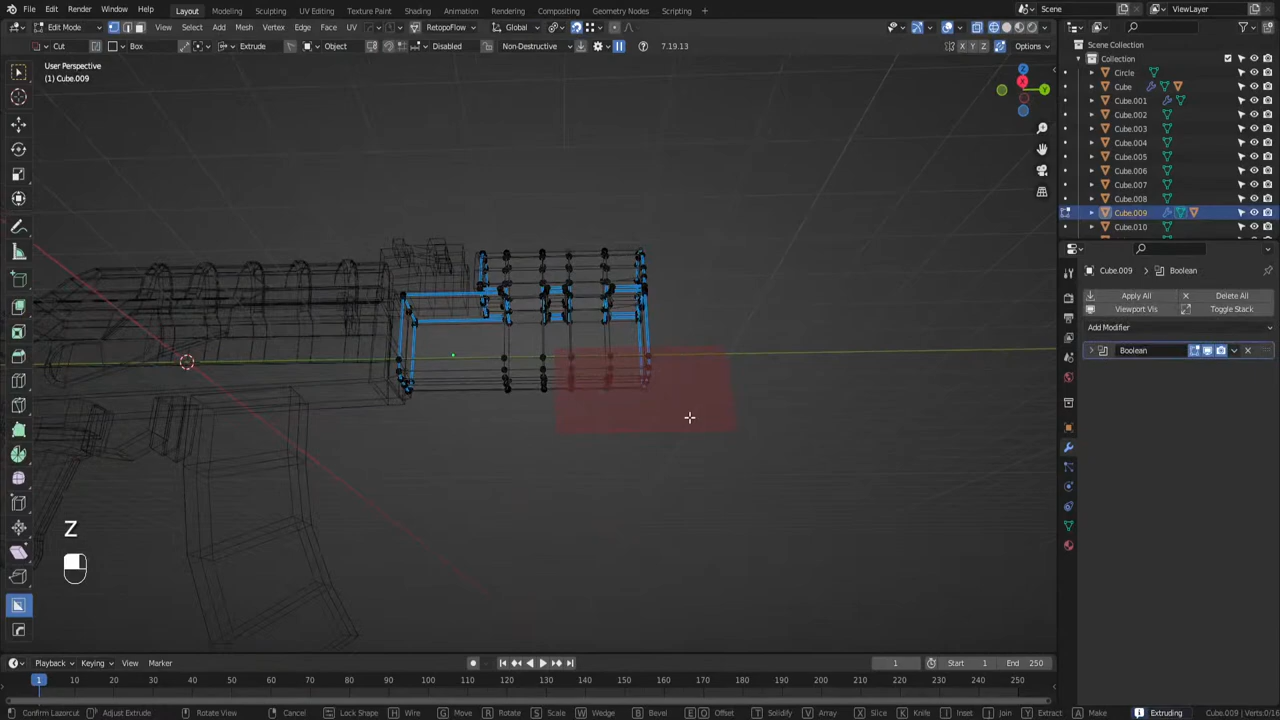 File Edit Render Window Help Layout Modeling Sculpting UV Editing Texture Paint Shading Animation Rendering Compositing Geometry Nodes Scripting + Scene ViewLayer
Edit Mode View Select Add Mesh Vertex Edge Face UV RetopoFlow Global
Cut Box Extrude Object Disabled Non-Destructive 7.19.13 X Y Z Options
User Perspective
(1) Cube.009
Z
Y
X
Scene Collection
Collection
Circle
Cube
Cube.001
Cube.002
Cube.003
Cube.004
Cube.005
Cube.006
Cube.007
Cube.008
Cube.009
Cube.010
Cube.009 > Boolean
Apply All Delete All
Viewport Vis Toggle Stack
Add Modifier
Boolean
Z
Playback Keying View Marker 1 Start 1 End 250
1 10 20 30 40 50 60 70 80 90 100 110 120 130 140 150 160 170 180 190 200 210 220 230 240 250
Confirm Lazorcut Adjust Extrude Rotate View Cancel Lock Shape H Wire G Move R Rotate S Scale W Wedge B Bevel E O Offset T Solidify V Array X Slice K Knife I Inset J Join Y Extract A Make Extruding Cube.009 | Verts:0/16